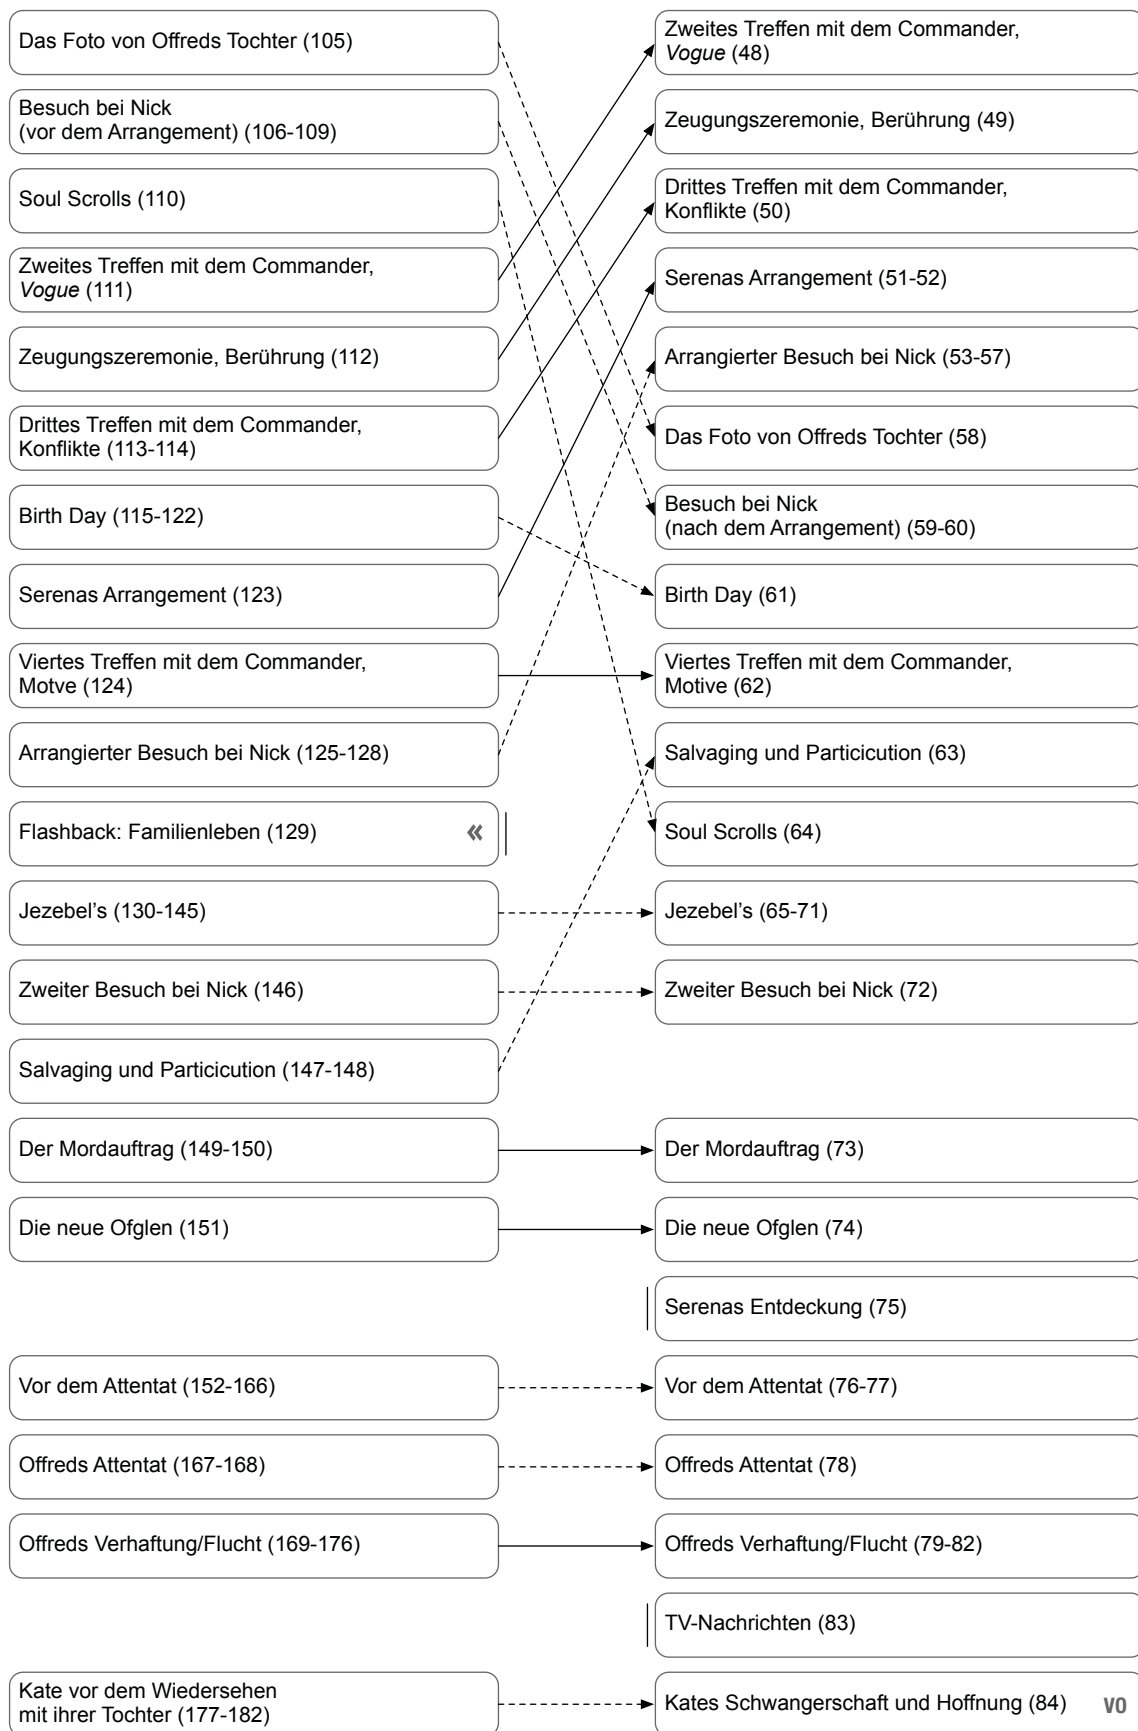 Das Foto von Offreds Tochter (105)
Besuch bei Nick
(vor dem Arrangement) (106-109)
Soul Scrolls (110)
Zweites Treffen mit dem Commander,
Vogue (111)
Zeugungszeremonie, Berührung (112)
Drittes Treffen mit dem Commander,
Konflikte (113-114)
Birth Day (115-122)
Serenas Arrangement (123)
Viertes Treffen mit dem Commander,
Motve (124)
Arrangierter Besuch bei Nick (125-128)
Flashback: Familienleben (129) «
Jezebel's (130-145)
Zweiter Besuch bei Nick (146)
Salvaging und Particicution (147-148)
Der Mordauftrag (149-150)
Die neue Ofglen (151)
Vor dem Attentat (152-166)
Offreds Attentat (167-168)
Offreds Verhaftung/Flucht (169-176)
Kate vor dem Wiedersehen
mit ihrer Tochter (177-182)
Zweites Treffen mit dem Commander,
Vogue (48)
Zeugungszeremonie, Berührung (49)
Drittes Treffen mit dem Commander,
Konflikte (50)
Serenas Arrangement (51-52)
Arrangierter Besuch bei Nick (53-57)
Das Foto von Offreds Tochter (58)
Besuch bei Nick
(nach dem Arrangement) (59-60)
Birth Day (61)
Viertes Treffen mit dem Commander,
Motive (62)
Salvaging und Particicution (63)
Soul Scrolls (64)
Jezebel's (65-71)
Zweiter Besuch bei Nick (72)
Der Mordauftrag (73)
Die neue Ofglen (74)
Serenas Entdeckung (75)
Vor dem Attentat (76-77)
Offreds Attentat (78)
Offreds Verhaftung/Flucht (79-82)
TV-Nachrichten (83)
Kates Schwangerschaft und Hoffnung (84) VO